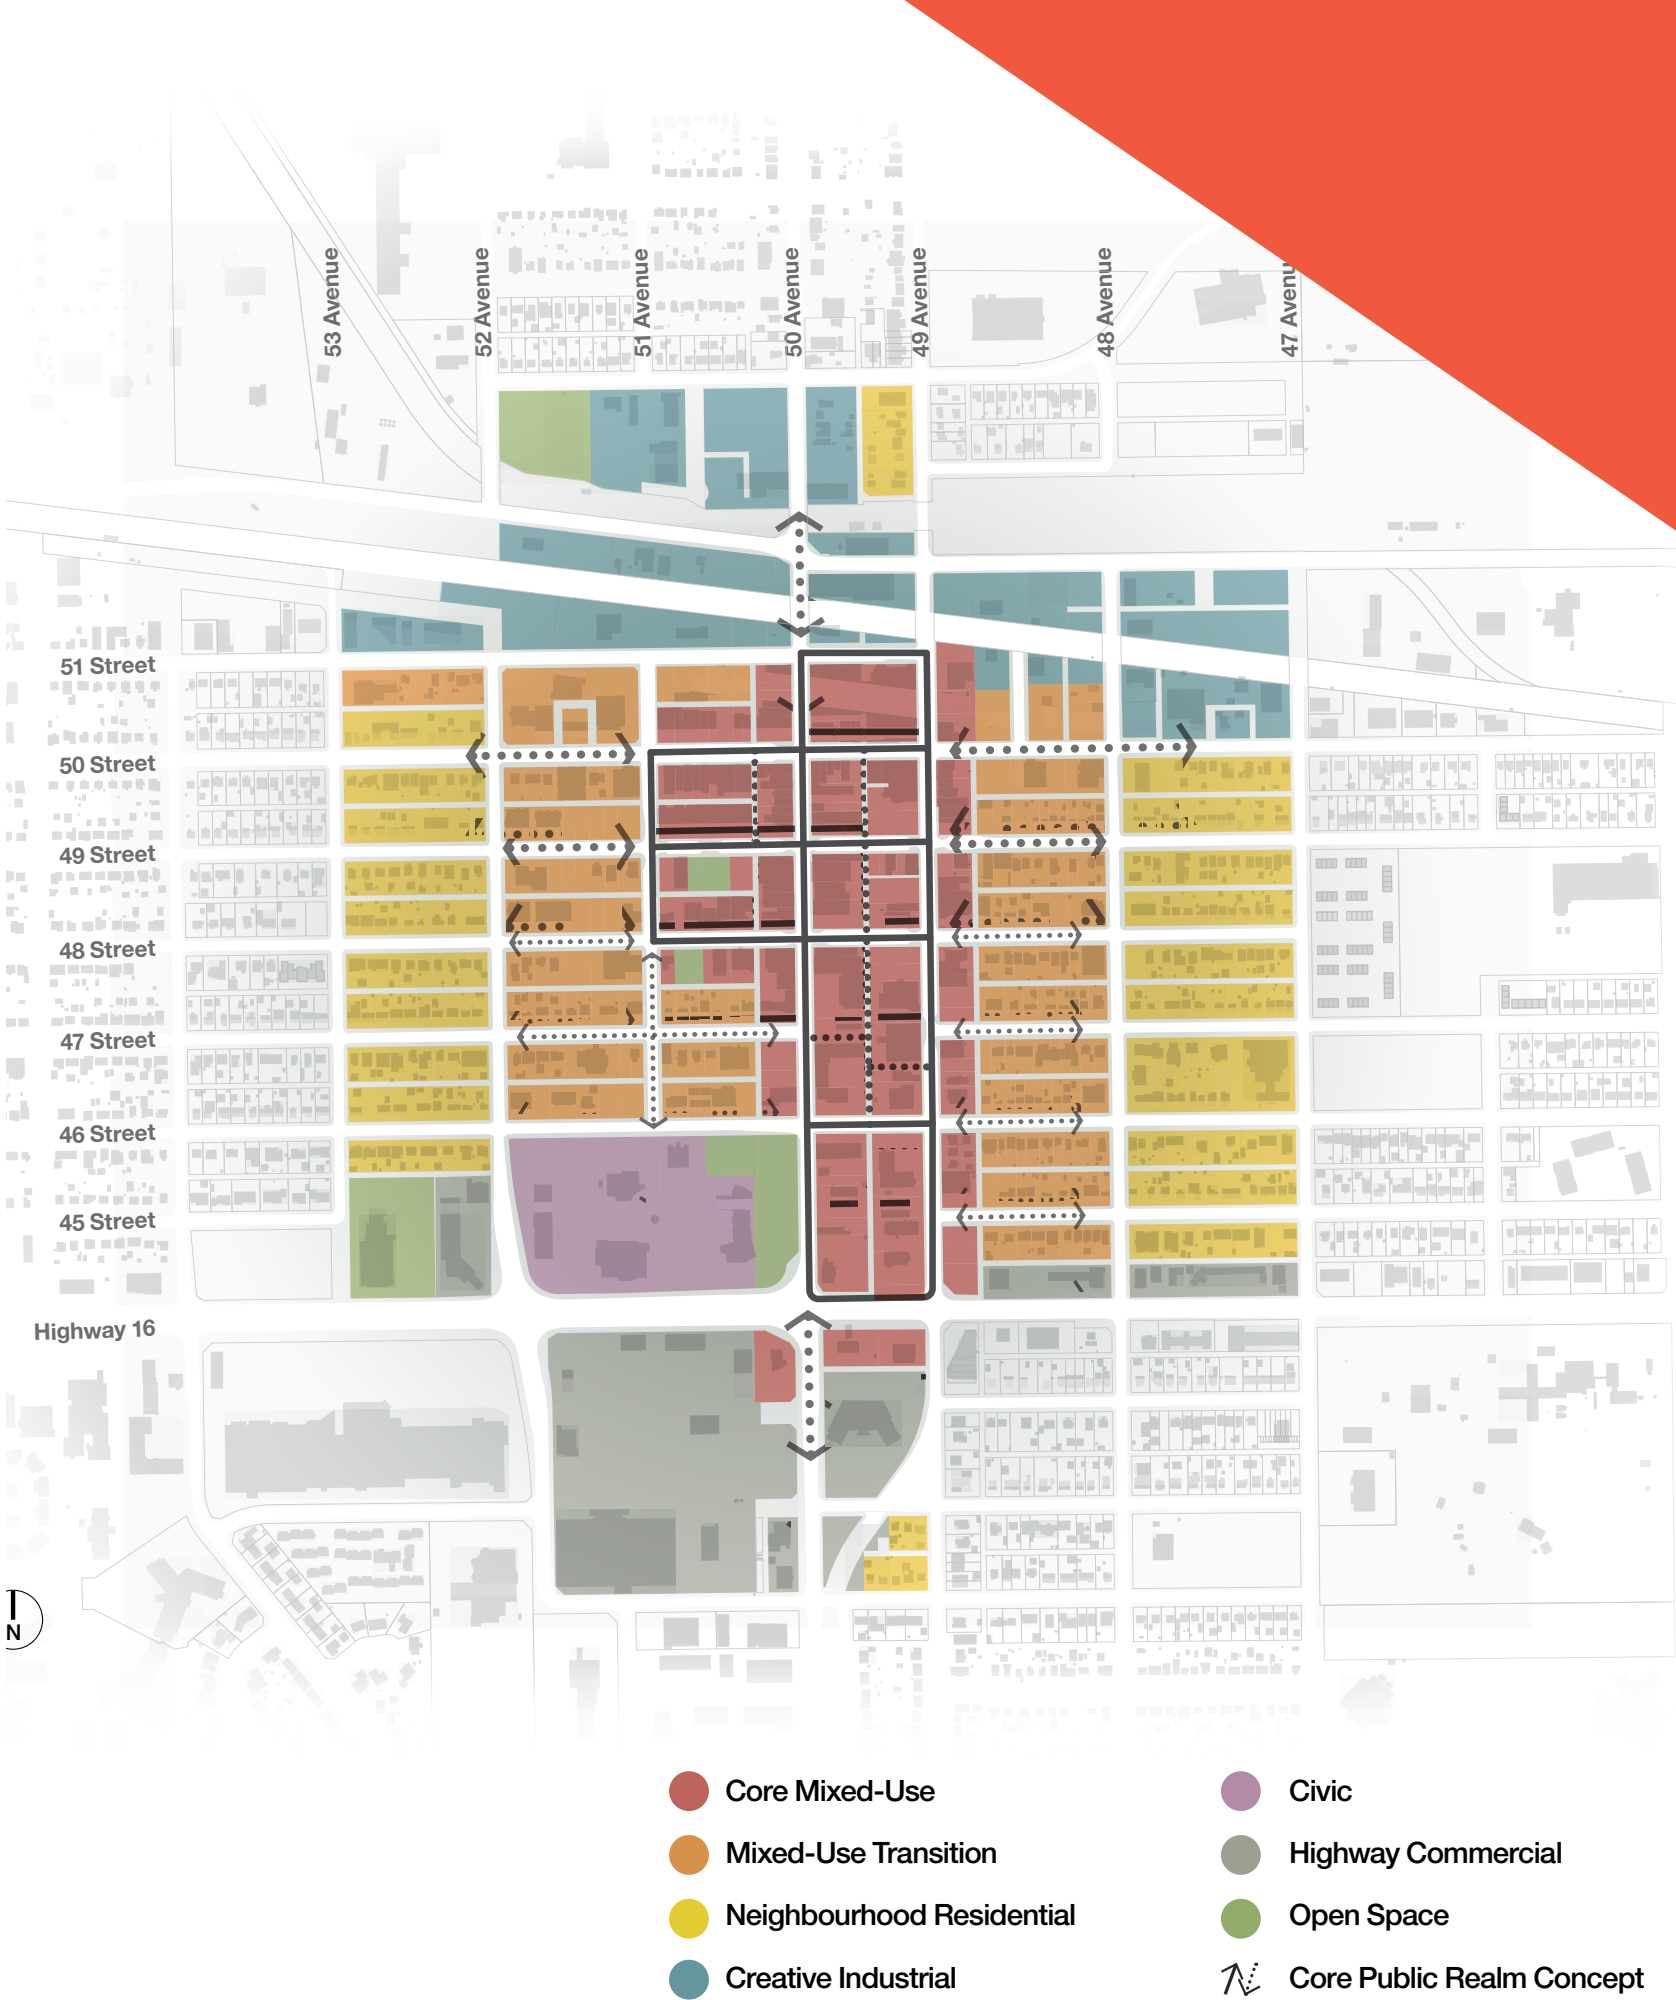 53 Avenue
52 Avenue
51 Avenue
50 Avenue
49 Avenue
48 Avenue
47 Avenu
51 Street
50 Street
49 Street
48 Street
47 Street
46 Street
45 Street
Highway 16
N
Core Mixed-Use
Mixed-Use Transition
Neighbourhood Residential
Creative Industrial
Civic
Highway Commercial
Open Space
Core Public Realm Concept